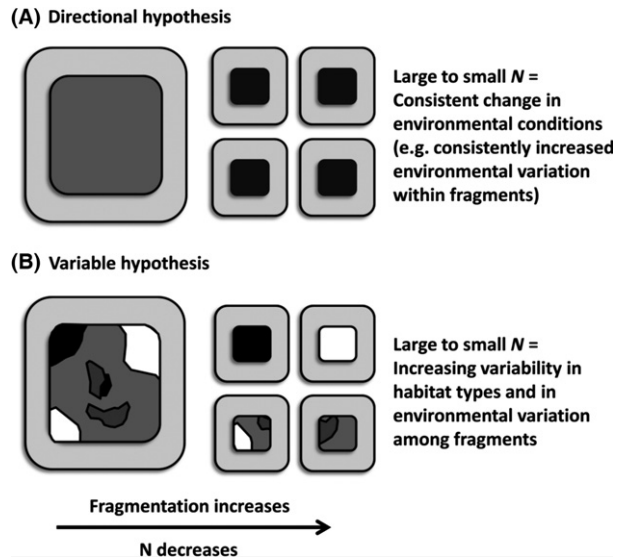 (A) Directional hypothesis
Large to small N =
Consistent change in
environmental conditions
(e.g. consistently increased
environmental variation
within fragments)
(B) Variable hypothesis
Large to small N =
Increasing variability in
habitat types and in
environmental variation
among fragments
Fragmentation increases
N decreases